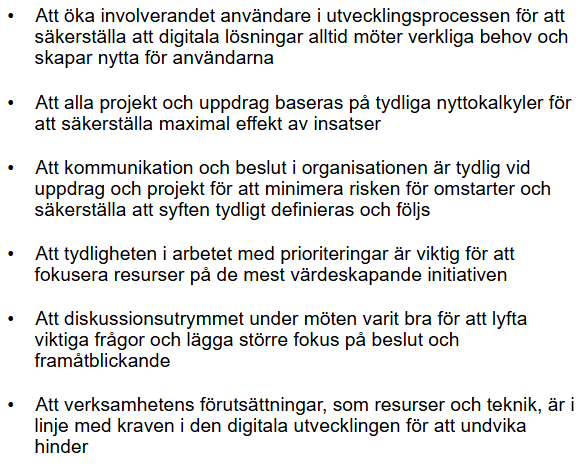 • Att öka involverandet användare i utvecklingsprocessen för att
säkerställa att digitala lösningar alltid möter verkliga behov och
skapar nytta för användarna
• Att alla projekt och uppdrag baseras på tydliga nyttokalkyler för
att säkerställa maximal effekt av insatser
• Att kommunikation och beslut i organisationen är tydlig vid
uppdrag och projekt för att minimera risken för omstarter och
säkerställa att syften tydligt definieras och följs
• Att tydligheten i arbetet med prioriteringar är viktig för att
fokusera resurser på de mest värdeskapande initiativen
• Att diskussionsutrymmet under möten varit bra för att lyfta
viktiga frågor och lägga större fokus på beslut och
framåtblickande
• Att verksamhetens förutsättningar, som resurser och teknik, är i
linje med kraven i den digitala utvecklingen för att undvika
hinder